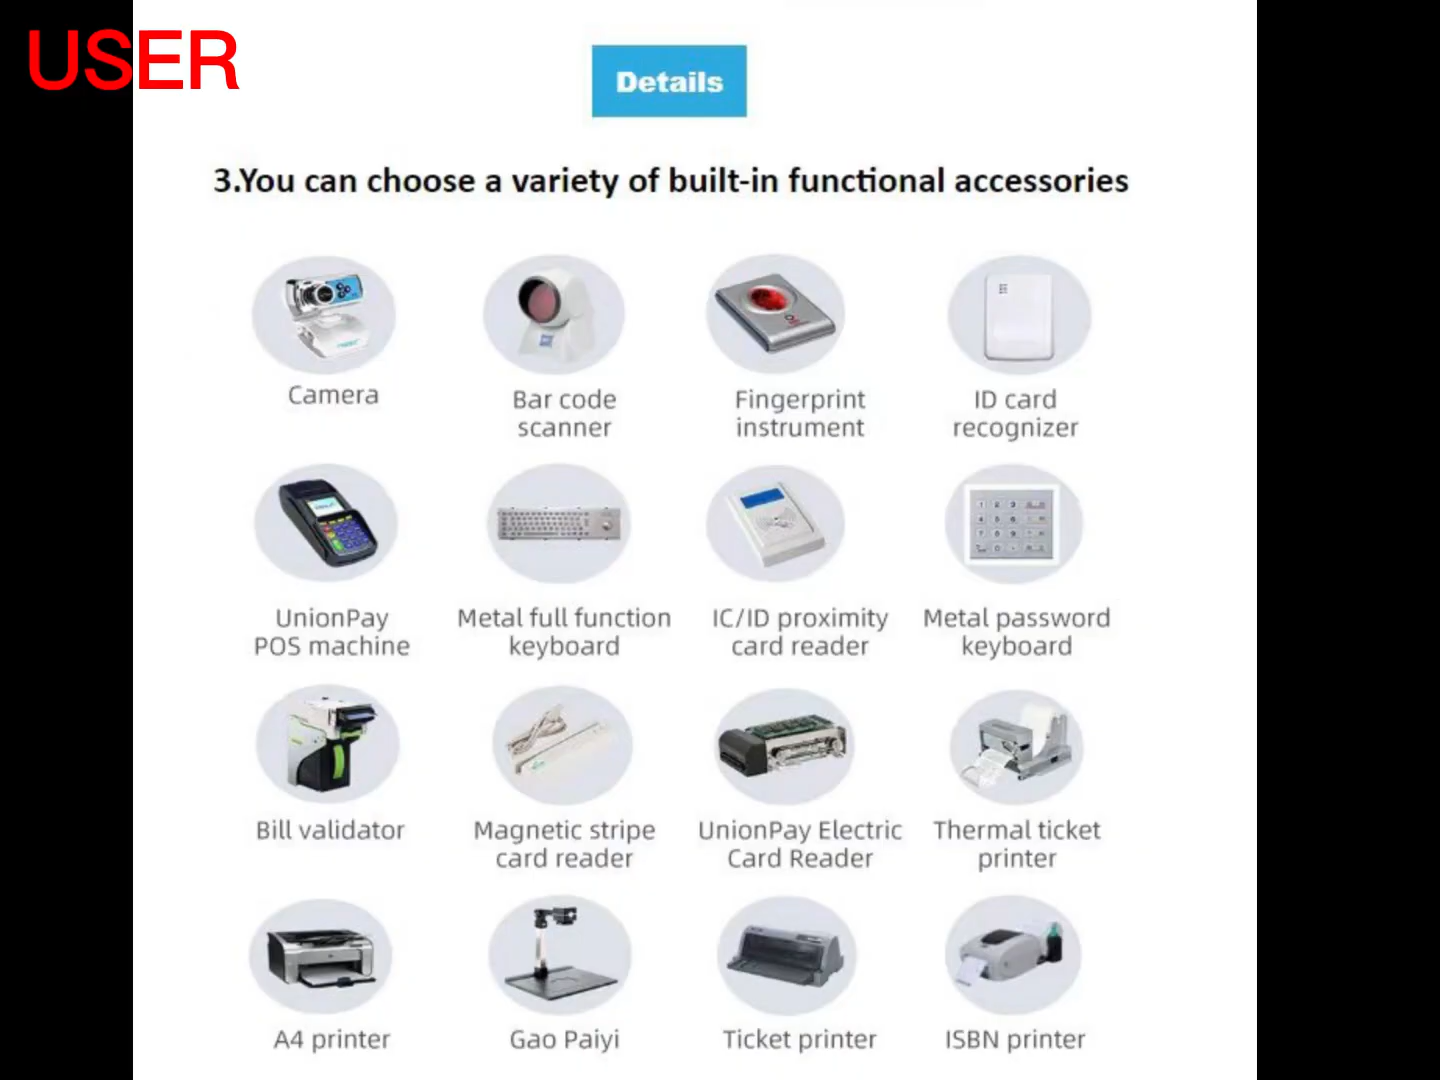 USER
Details
3.You can choose a variety of built-in functional accessories
Camera
Bar code
scanner
Fingerprint
instrument
ID card
recognizer
UnionPay
POS machine
Metal full function
keyboard
IC/ID proximity
card reader
Metal password
keyboard
Bill validator
Magnetic stripe
card reader
UnionPay Electric
Card Reader
Thermal ticket
printer
A4 printer
Gao Paiyi
Ticket printer
ISBN printer